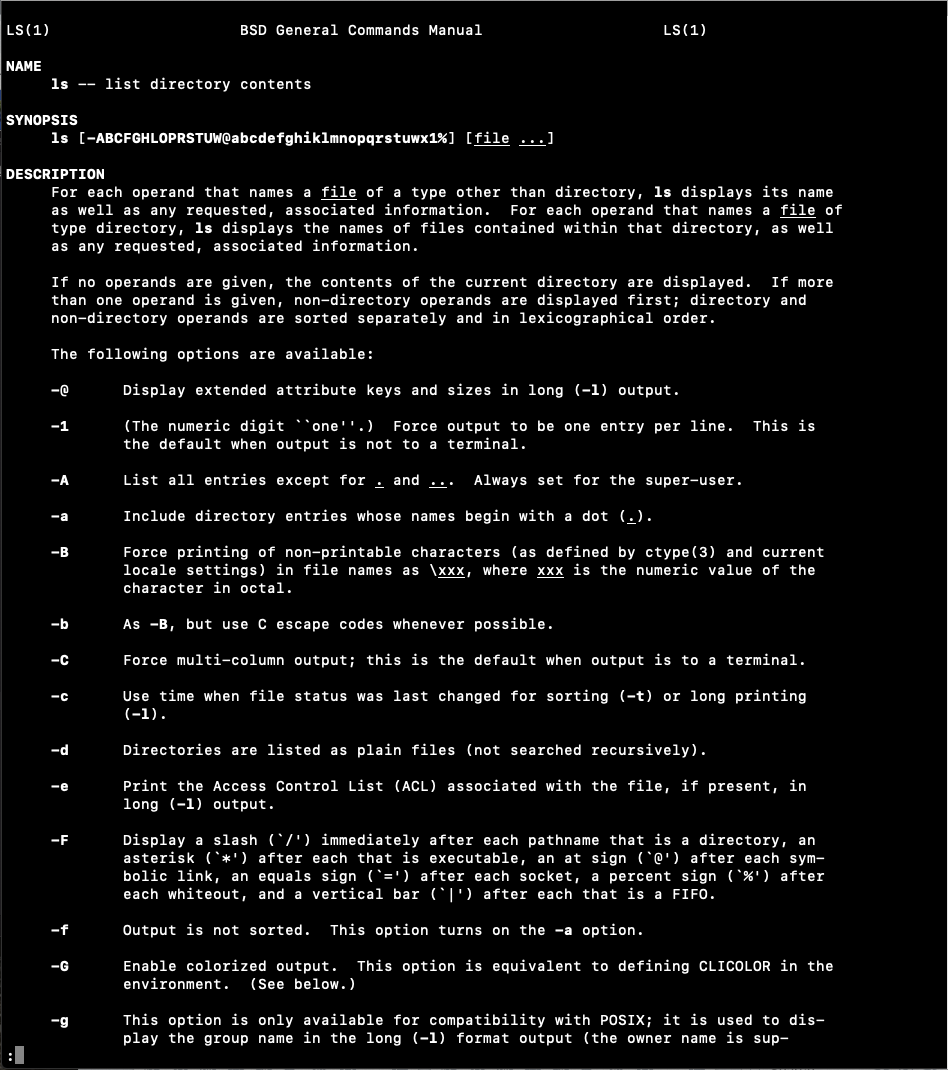 LS(1)                     BSD General Commands Manual                    LS(1)
NAME
     ls -- list directory contents
SYNOPSIS
     ls [-ABCFGHLOPRSTUW@abcdefghiklmnopqrstuwx1%] [file ...]
DESCRIPTION
     For each operand that names a file of a type other than directory, ls displays its name
     as well as any requested, associated information.  For each operand that names a file of
     type directory, ls displays the names of files contained within that directory, as well
     as any requested, associated information.
     If no operands are given, the contents of the current directory are displayed.  If more
     than one operand is given, non-directory operands are displayed first; directory and
     non-directory operands are sorted separately and in lexicographical order.
     The following options are available:
     -@      Display extended attribute keys and sizes in long (-l) output.
     -1      (The numeric digit ``one''.)  Force output to be one entry per line.  This is
             the default when output is not to a terminal.
     -A      List all entries except for . and ...  Always set for the super-user.
     -a      Include directory entries whose names begin with a dot (.).
     -B      Force printing of non-printable characters (as defined by ctype(3) and current
             locale settings) in file names as \xxx, where xxx is the numeric value of the
             character in octal.
     -b      As -B, but use C escape codes whenever possible.
     -C      Force multi-column output; this is the default when output is to a terminal.
     -c      Use time when file status was last changed for sorting (-t) or long printing
             (-l).
     -d      Directories are listed as plain files (not searched recursively).
     -e      Print the Access Control List (ACL) associated with the file, if present, in
             long (-l) output.
     -F      Display a slash (`/') immediately after each pathname that is a directory, an
             asterisk (`*') after each that is executable, an at sign (`@') after each sym-
             bolic link, an equals sign (`=') after each socket, a percent sign (`%') after
             each whiteout, and a vertical bar (`|') after each that is a FIFO.
     -f      Output is not sorted.  This option turns on the -a option.
     -G      Enable colorized output.  This option is equivalent to defining CLICOLOR in the
             environment.  (See below.)
     -g      This option is only available for compatibility with POSIX; it is used to dis-
             play the group name in the long (-l) format output (the owner name is sup-
: